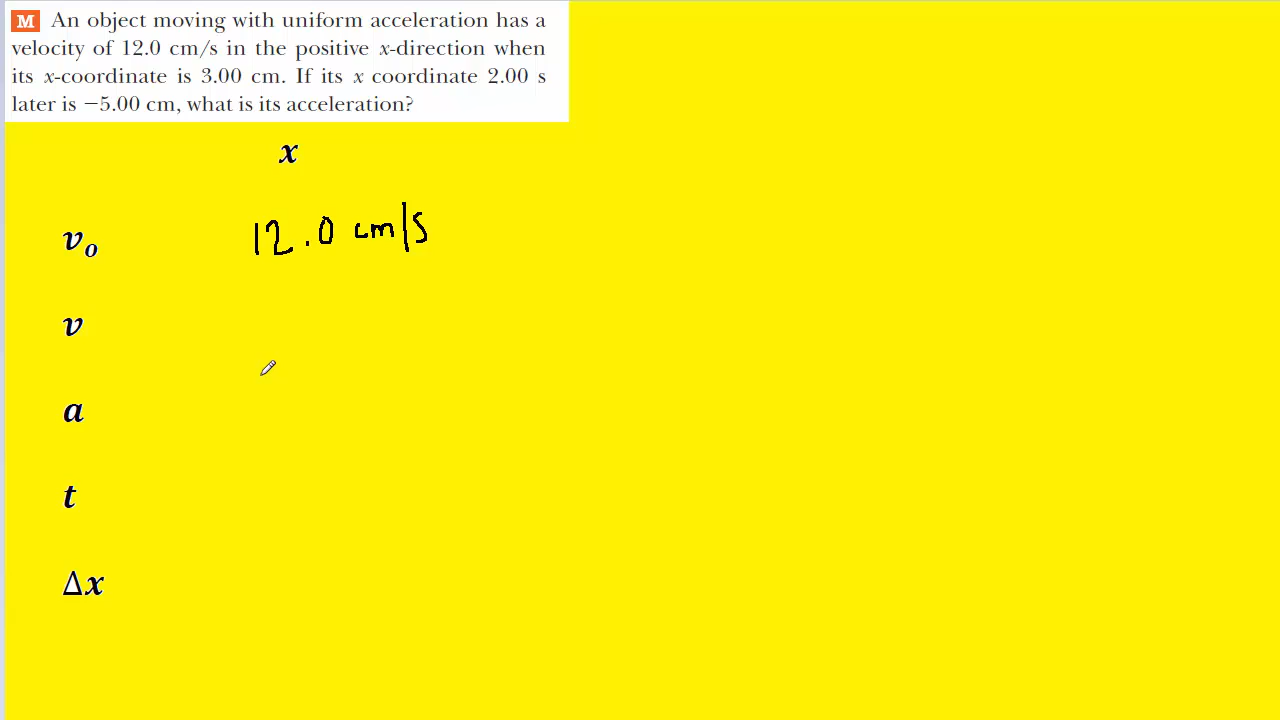 M An object moving with uniform acceleration has a
velocity of 12.0 cm/s in the positive x-direction when
its x-coordinate is 3.00 cm. If its x coordinate 2.00 s
later is −5.00 cm, what is its acceleration?
x
v₀ 12.0 cm/s
v
a
t
Δx